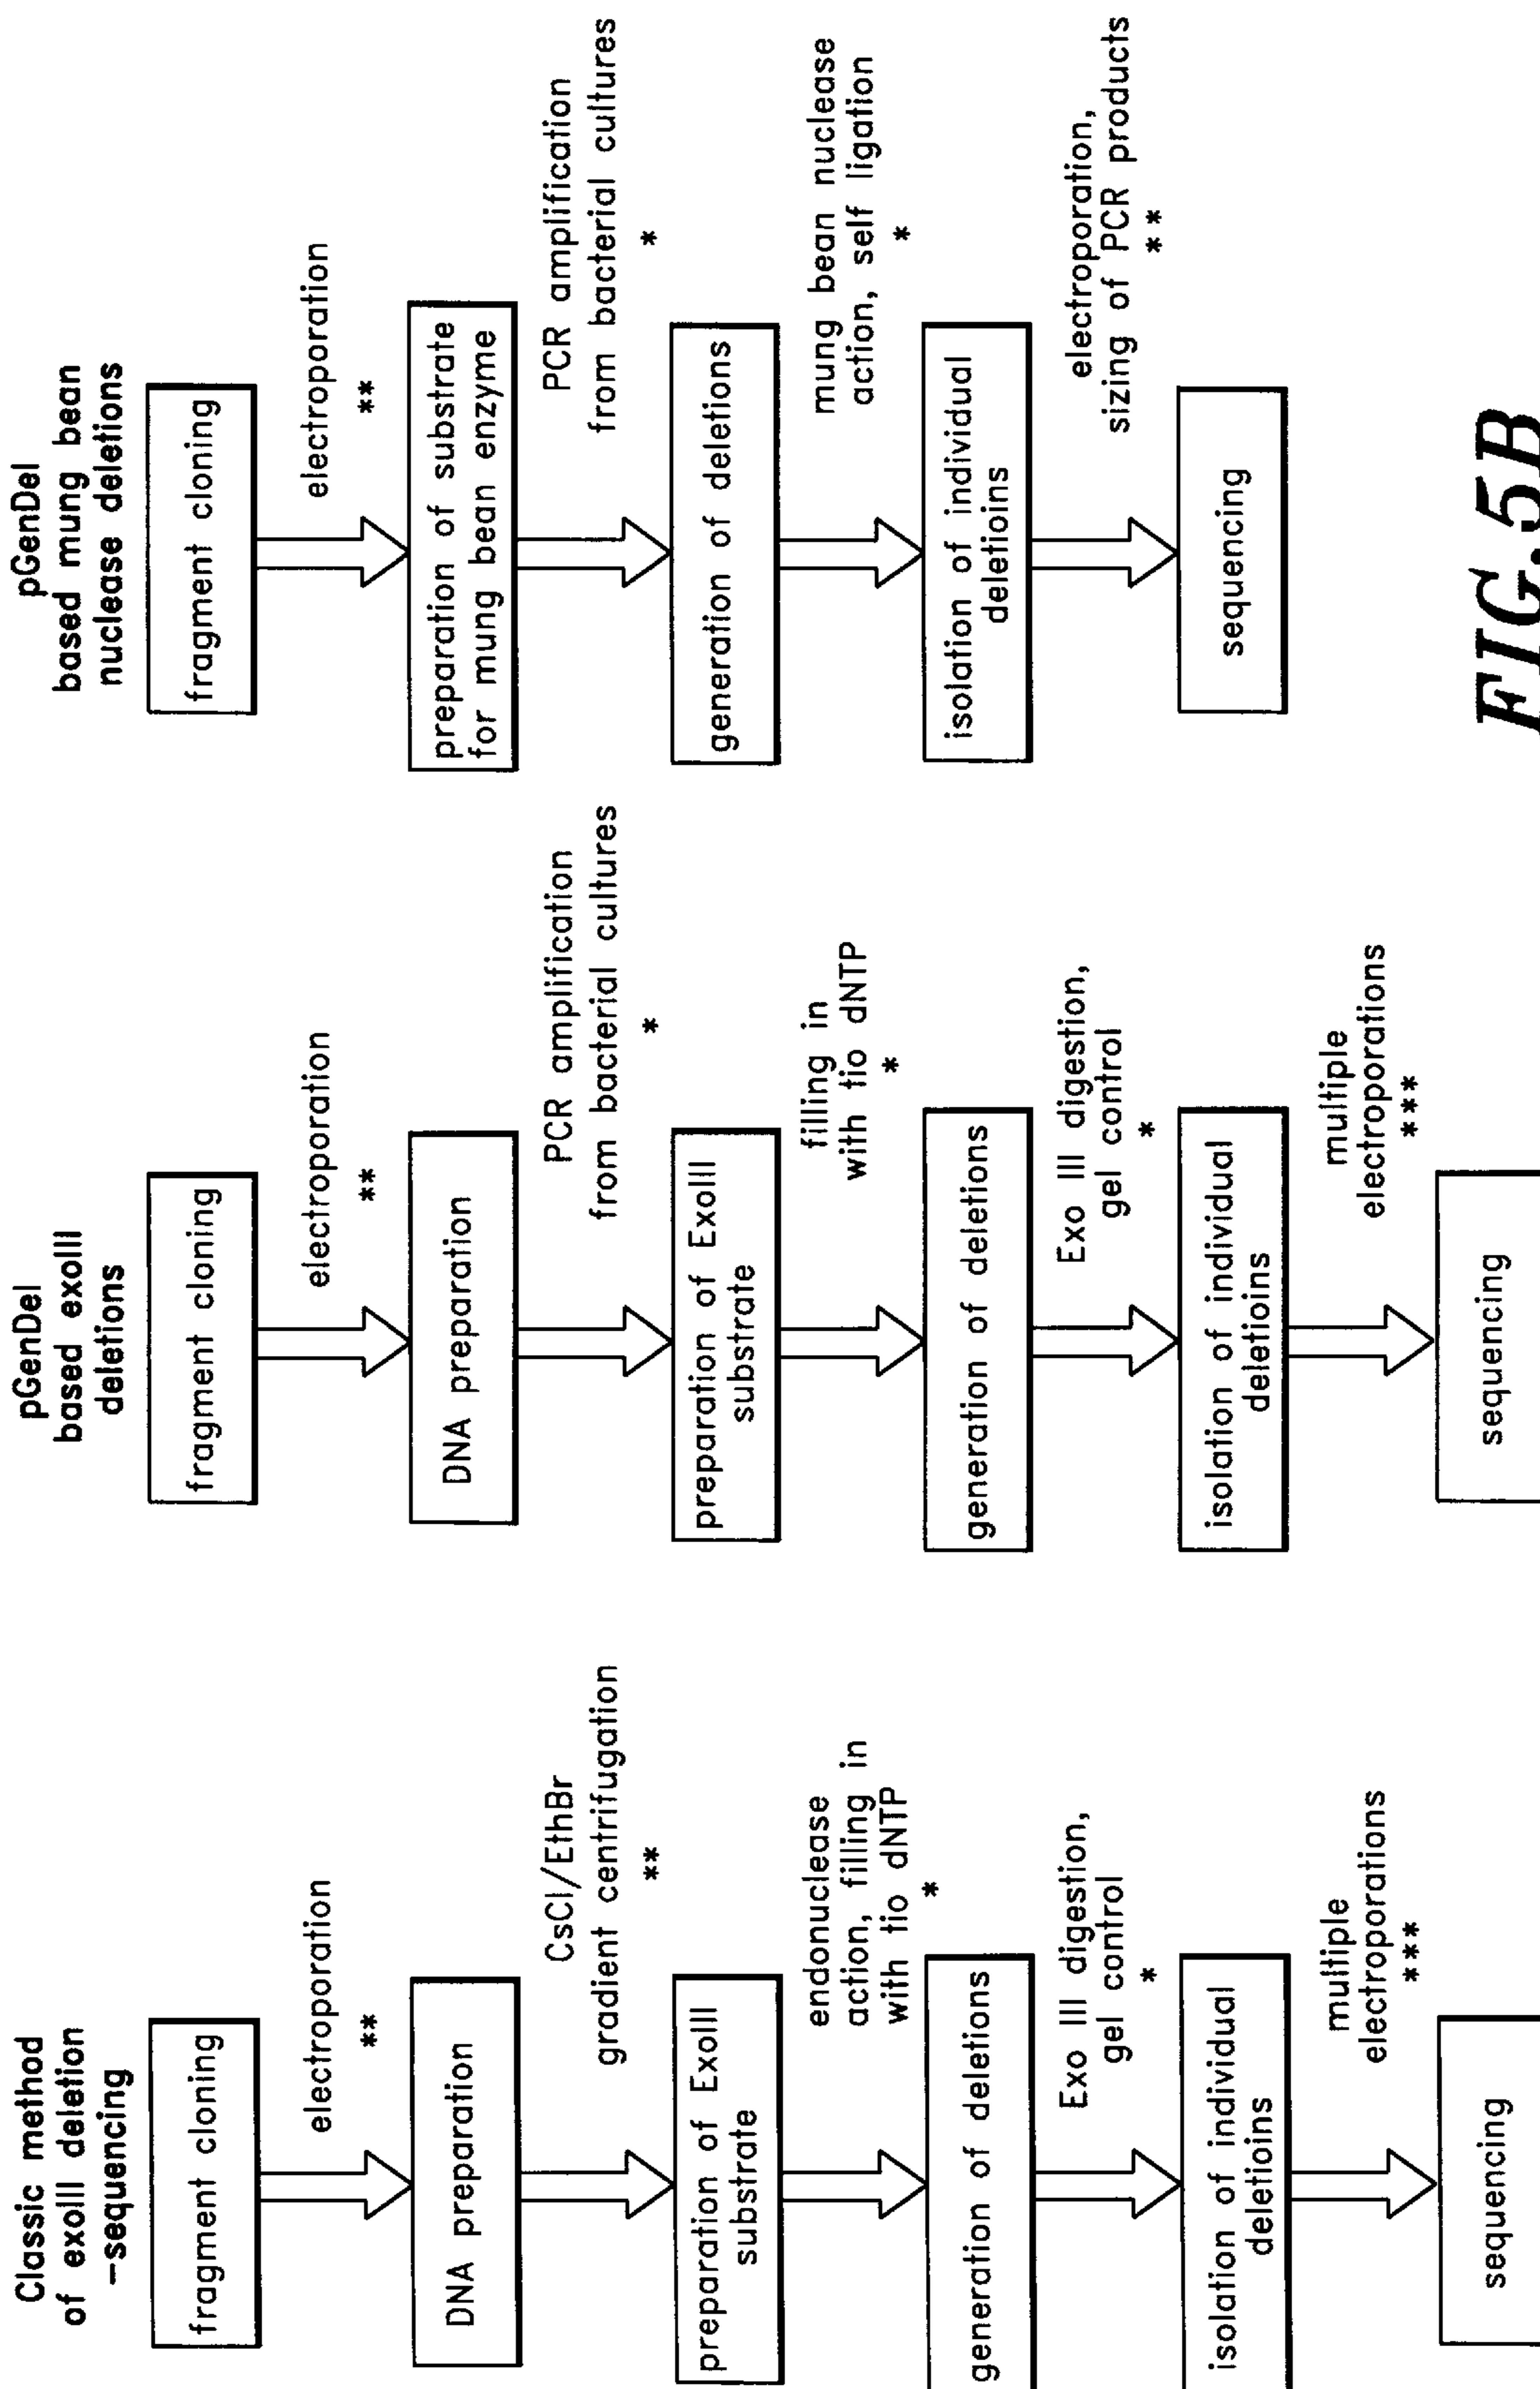 Classic method
of exoIII deletion
–sequencing
fragment cloning
electroporation
**
DNA preparation
CsCl/EthBr
gradient centrifugation
**
preparation of ExoIII
substrate
endonuclease
action, filling in
with tio dNTP
*
generation of deletions
Exo III digestion,
gel control
*
isolation of individual
deletioins
multiple
electroporations
***
sequencing
pGenDel
based exoIII
deletions
fragment cloning
electroporation
**
DNA preparation
PCR amplification
from bacterial cultures
*
preparation of ExoIII
substrate
filling in
with tio dNTP
*
generation of deletions
Exo III digestion,
gel control
*
isolation of individual
deletioins
multiple
electroporations
***
sequencing
pGenDel
based mung bean
nuclease deletions
fragment cloning
electroporation
**
preparation of substrate
for mung bean enzyme
PCR amplification
from bacterial cultures
*
generation of deletions
mung bean nuclease
action, self ligation
*
isolation of individual
deletioins
electroporation,
sizing of PCR products
**
sequencing
FIG.5B